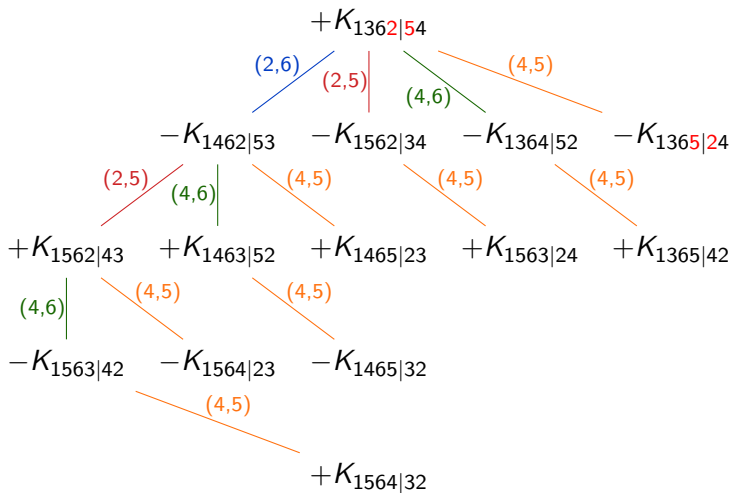 +K1362|54
(2,6) (2,5) (4,6) (4,5)
−K1462|53 −K1562|34 −K1364|52 −K1365|24
(2,5) (4,6) (4,5) (4,5) (4,5)
+K1562|43 +K1463|52 +K1465|23 +K1563|24 +K1365|42
(4,6) (4,5) (4,5)
−K1563|42 −K1564|23 −K1465|32
(4,5)
+K1564|32